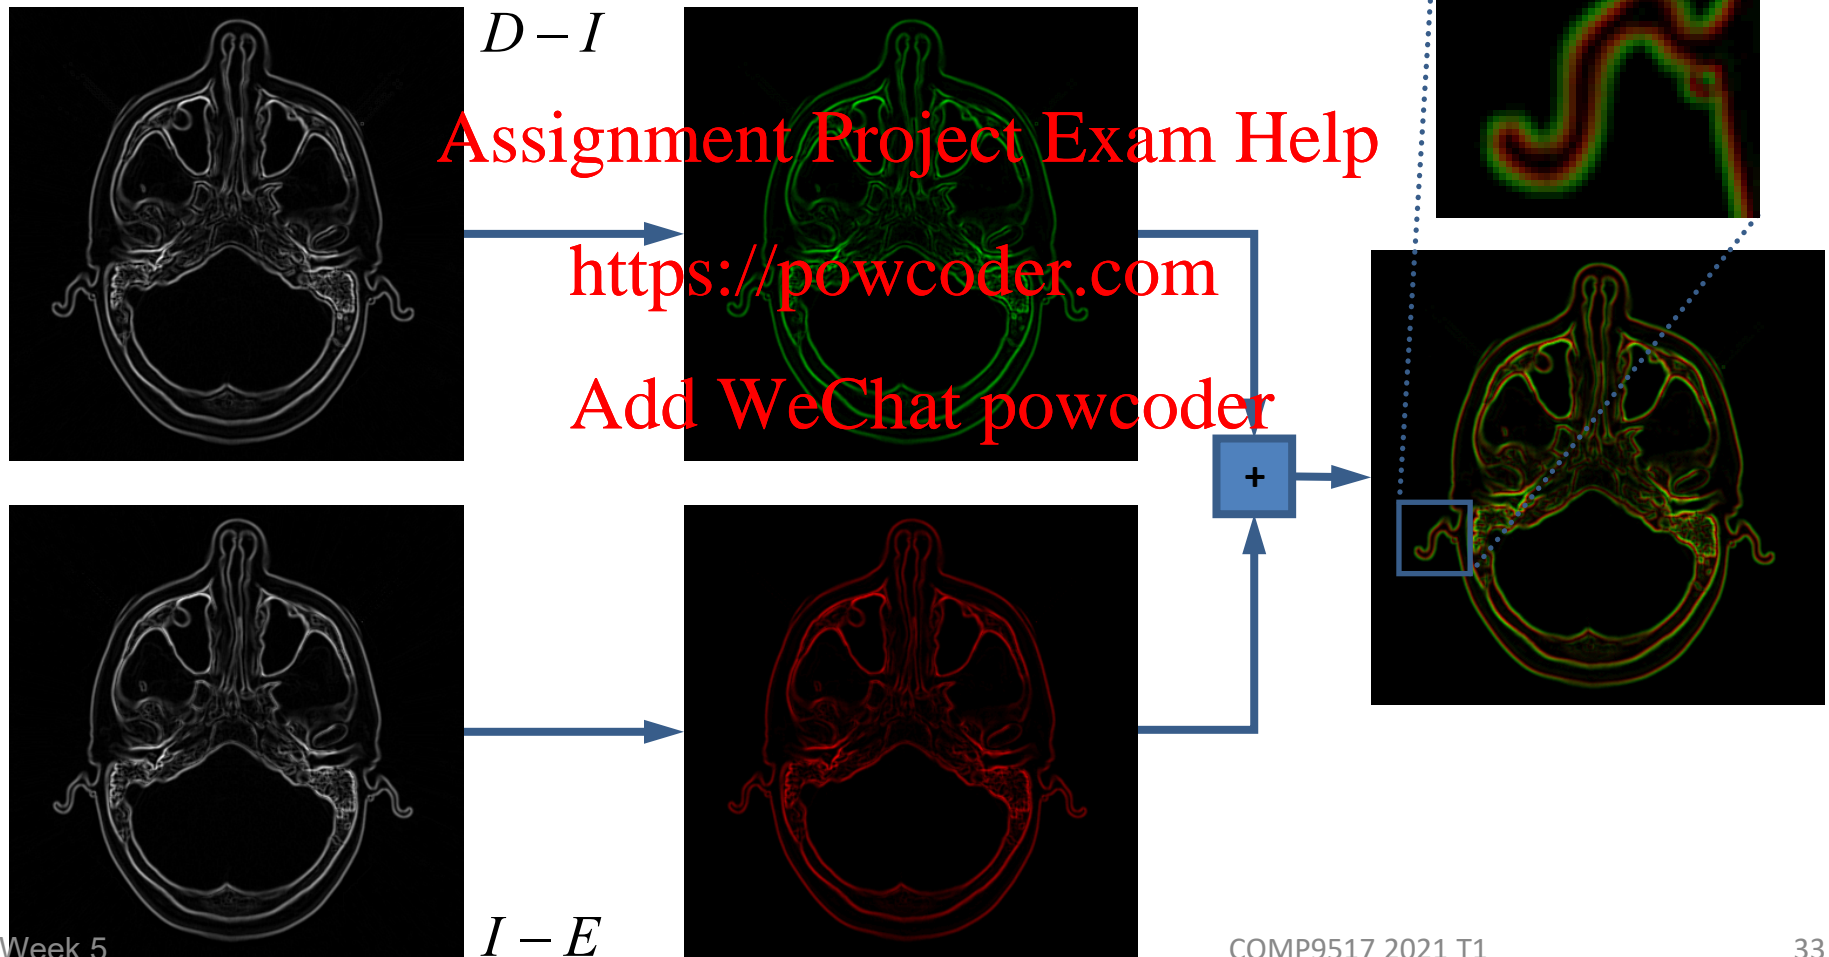 D – I
Assignment Project Exam Help
https://powcoder.com
Add WeChat powcoder
+
I – E
Week 5
COMP9517 2021 T1
33